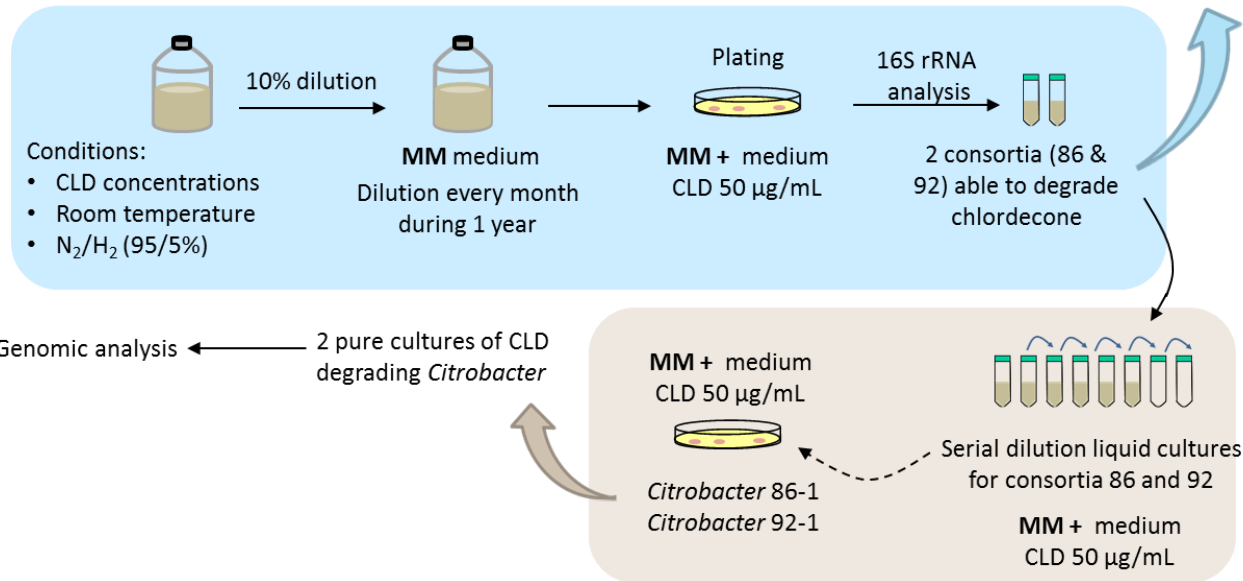 10% dilution
Plating
16S rRNA
analysis
Conditions:
• CLD concentrations
• Room temperature
• N₂/H₂ (95/5%)
MM medium
Dilution every month
during 1 year
MM + medium
CLD 50 µg/mL
2 consortia (86 &
92) able to degrade
chlordecone
Genomic analysis
2 pure cultures of CLD
degrading Citrobacter
MM + medium
CLD 50 µg/mL
Citrobacter 86-1
Citrobacter 92-1
Serial dilution liquid cultures
for consortia 86 and 92
MM + medium
CLD 50 µg/mL